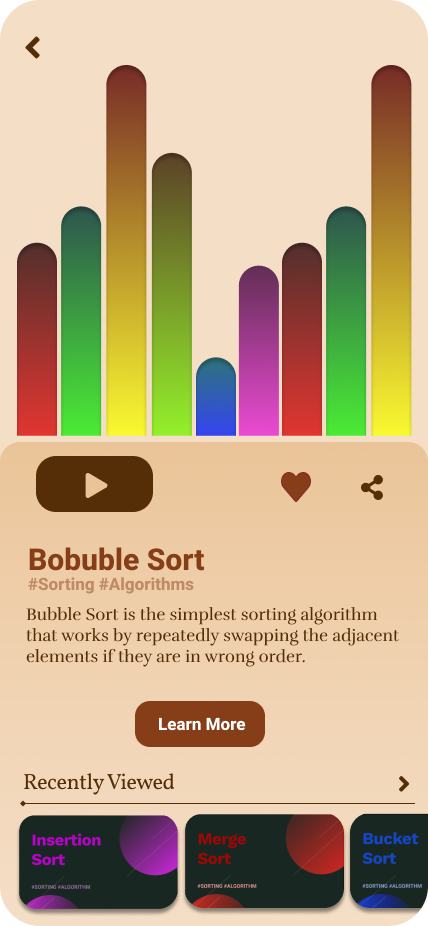 Bobuble Sort
#Sorting #Algorithms
Bubble Sort is the simplest sorting algorithm
that works by repeatedly swapping the adjacent
elements if they are in wrong order.
Learn More
Recently Viewed
Insertion
Sort
#SORTING #ALGORITHM
Merge
Sort
#SORTING #ALGORITHM
Bucket
Sort
#SORTING #ALGORITHM